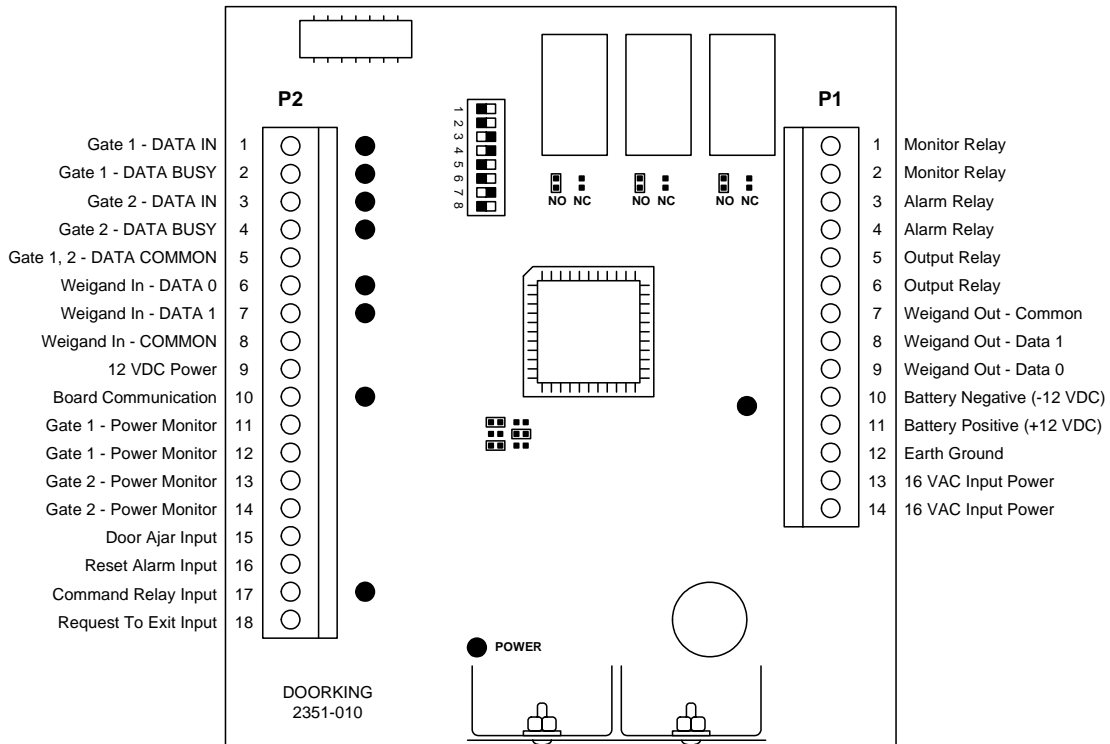 P2
P1
1
2
3
4
5
6
7
8
NO NC
NO NC
NO NC
Gate 1 - DATA IN 1
Gate 1 - DATA BUSY 2
Gate 2 - DATA IN 3
Gate 2 - DATA BUSY 4
Gate 1, 2 - DATA COMMON 5
Weigand In - DATA 0 6
Weigand In - DATA 1 7
Weigand In - COMMON 8
12 VDC Power 9
Board Communication 10
Gate 1 - Power Monitor 11
Gate 1 - Power Monitor 12
Gate 2 - Power Monitor 13
Gate 2 - Power Monitor 14
Door Ajar Input 15
Reset Alarm Input 16
Command Relay Input 17
Request To Exit Input 18
1 Monitor Relay
2 Monitor Relay
3 Alarm Relay
4 Alarm Relay
5 Output Relay
6 Output Relay
7 Weigand Out - Common
8 Weigand Out - Data 1
9 Weigand Out - Data 0
10 Battery Negative (-12 VDC)
11 Battery Positive (+12 VDC)
12 Earth Ground
13 16 VAC Input Power
14 16 VAC Input Power
POWER
DOORKING
2351-010